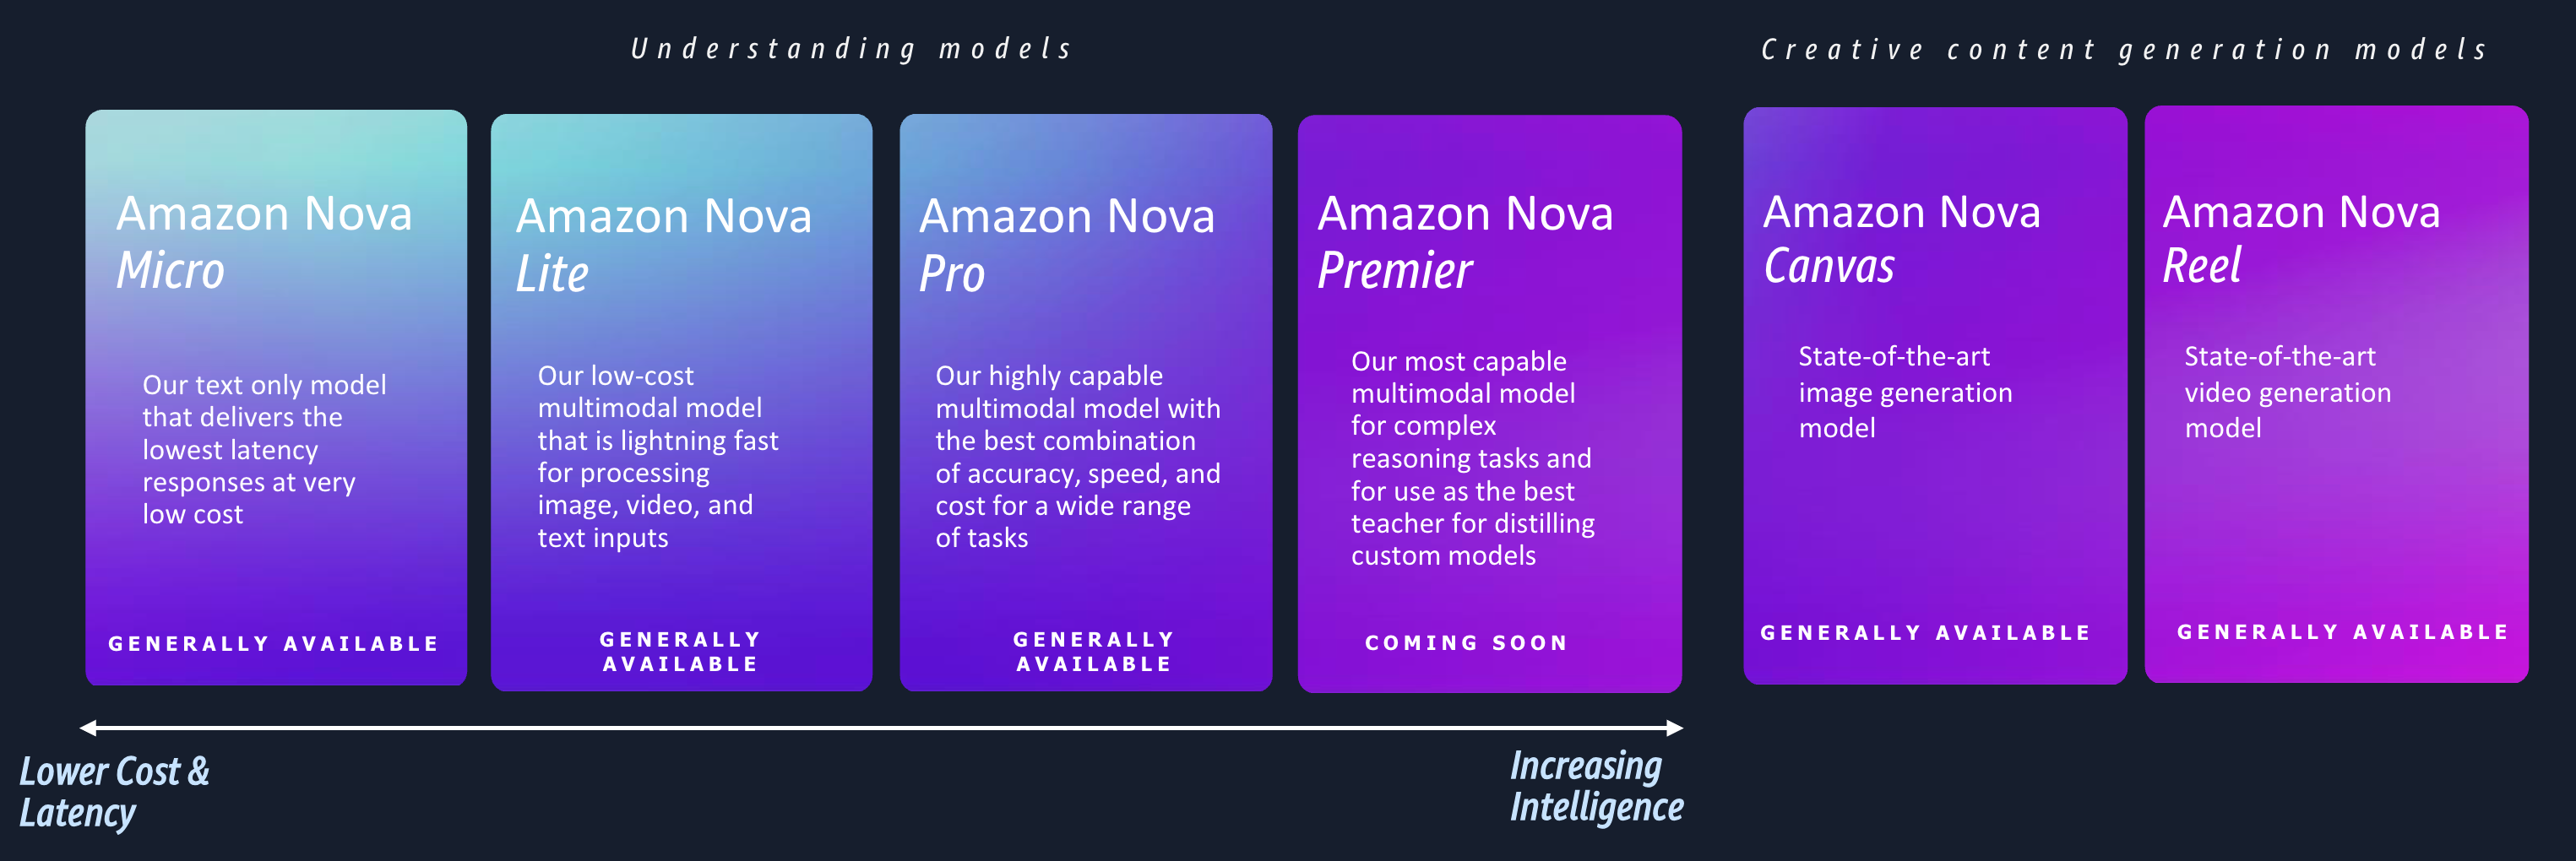 Understanding models
Creative content generation models
Amazon Nova
Micro
Our text only model
that delivers the
lowest latency
responses at very
low cost
GENERALLY AVAILABLE
Amazon Nova
Lite
Our low-cost
multimodal model
that is lightning fast
for processing
image, video, and
text inputs
GENERALLY
AVAILABLE
Amazon Nova
Pro
Our highly capable
multimodal model with
the best combination
of accuracy, speed, and
cost for a wide range
of tasks
GENERALLY
AVAILABLE
Amazon Nova
Premier
Our most capable
multimodal model
for complex
reasoning tasks and
for use as the best
teacher for distilling
custom models
COMING SOON
Amazon Nova
Canvas
State-of-the-art
image generation
model
GENERALLY AVAILABLE
Amazon Nova
Reel
State-of-the-art
video generation
model
GENERALLY AVAILABLE
Lower Cost &
Latency
Increasing
Intelligence